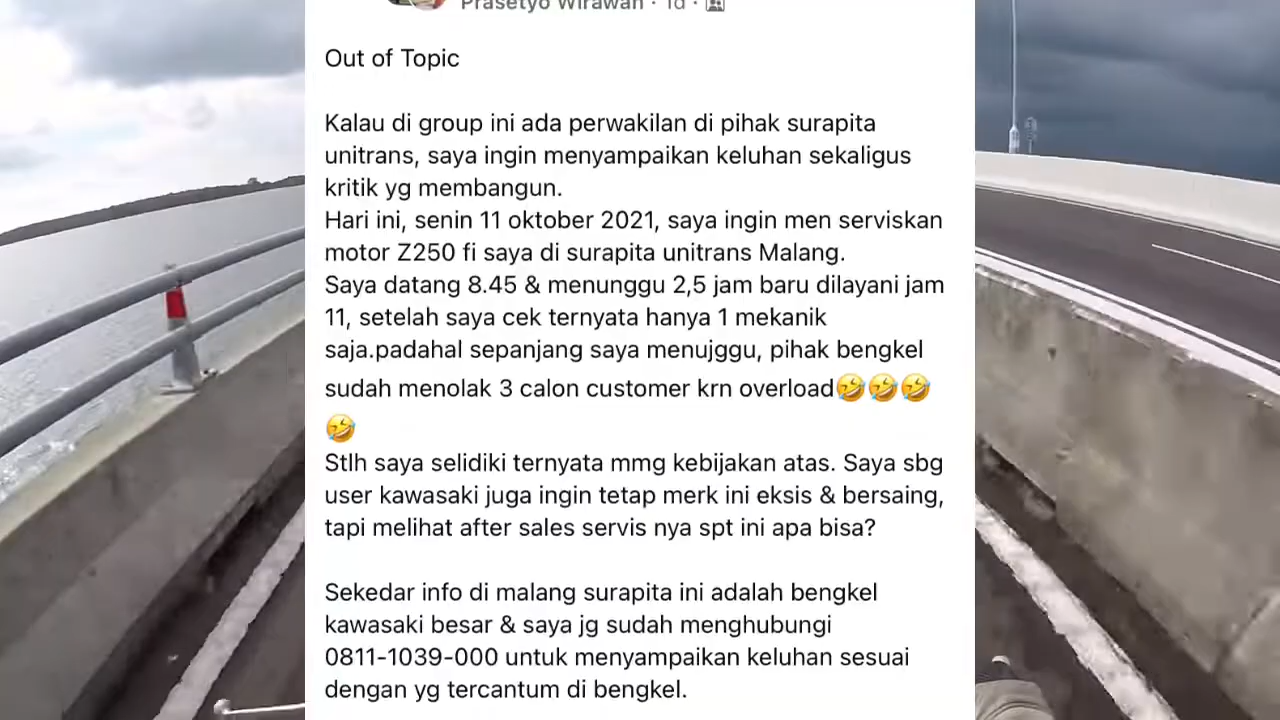 Prasetyo Wirawan · 1d ·
Out of Topic
Kalau di group ini ada perwakilan di pihak surapita
unitrans, saya ingin menyampaikan keluhan sekaligus
kritik yg membangun.
Hari ini, senin 11 oktober 2021, saya ingin men serviskan
motor Z250 fi saya di surapita unitrans Malang.
Saya datang 8.45 & menunggu 2,5 jam baru dilayani jam
11, setelah saya cek ternyata hanya 1 mekanik
saja.padahal sepanjang saya menujggu, pihak bengkel
sudah menolak 3 calon customer krn overload🤣🤣🤣
🤣
Stlh saya selidiki ternyata mmg kebijakan atas. Saya sbg
user kawasaki juga ingin tetap merk ini eksis & bersaing,
tapi melihat after sales servis nya spt ini apa bisa?
Sekedar info di malang surapita ini adalah bengkel
kawasaki besar & saya jg sudah menghubungi
0811-1039-000 untuk menyampaikan keluhan sesuai
dengan yg tercantum di bengkel.